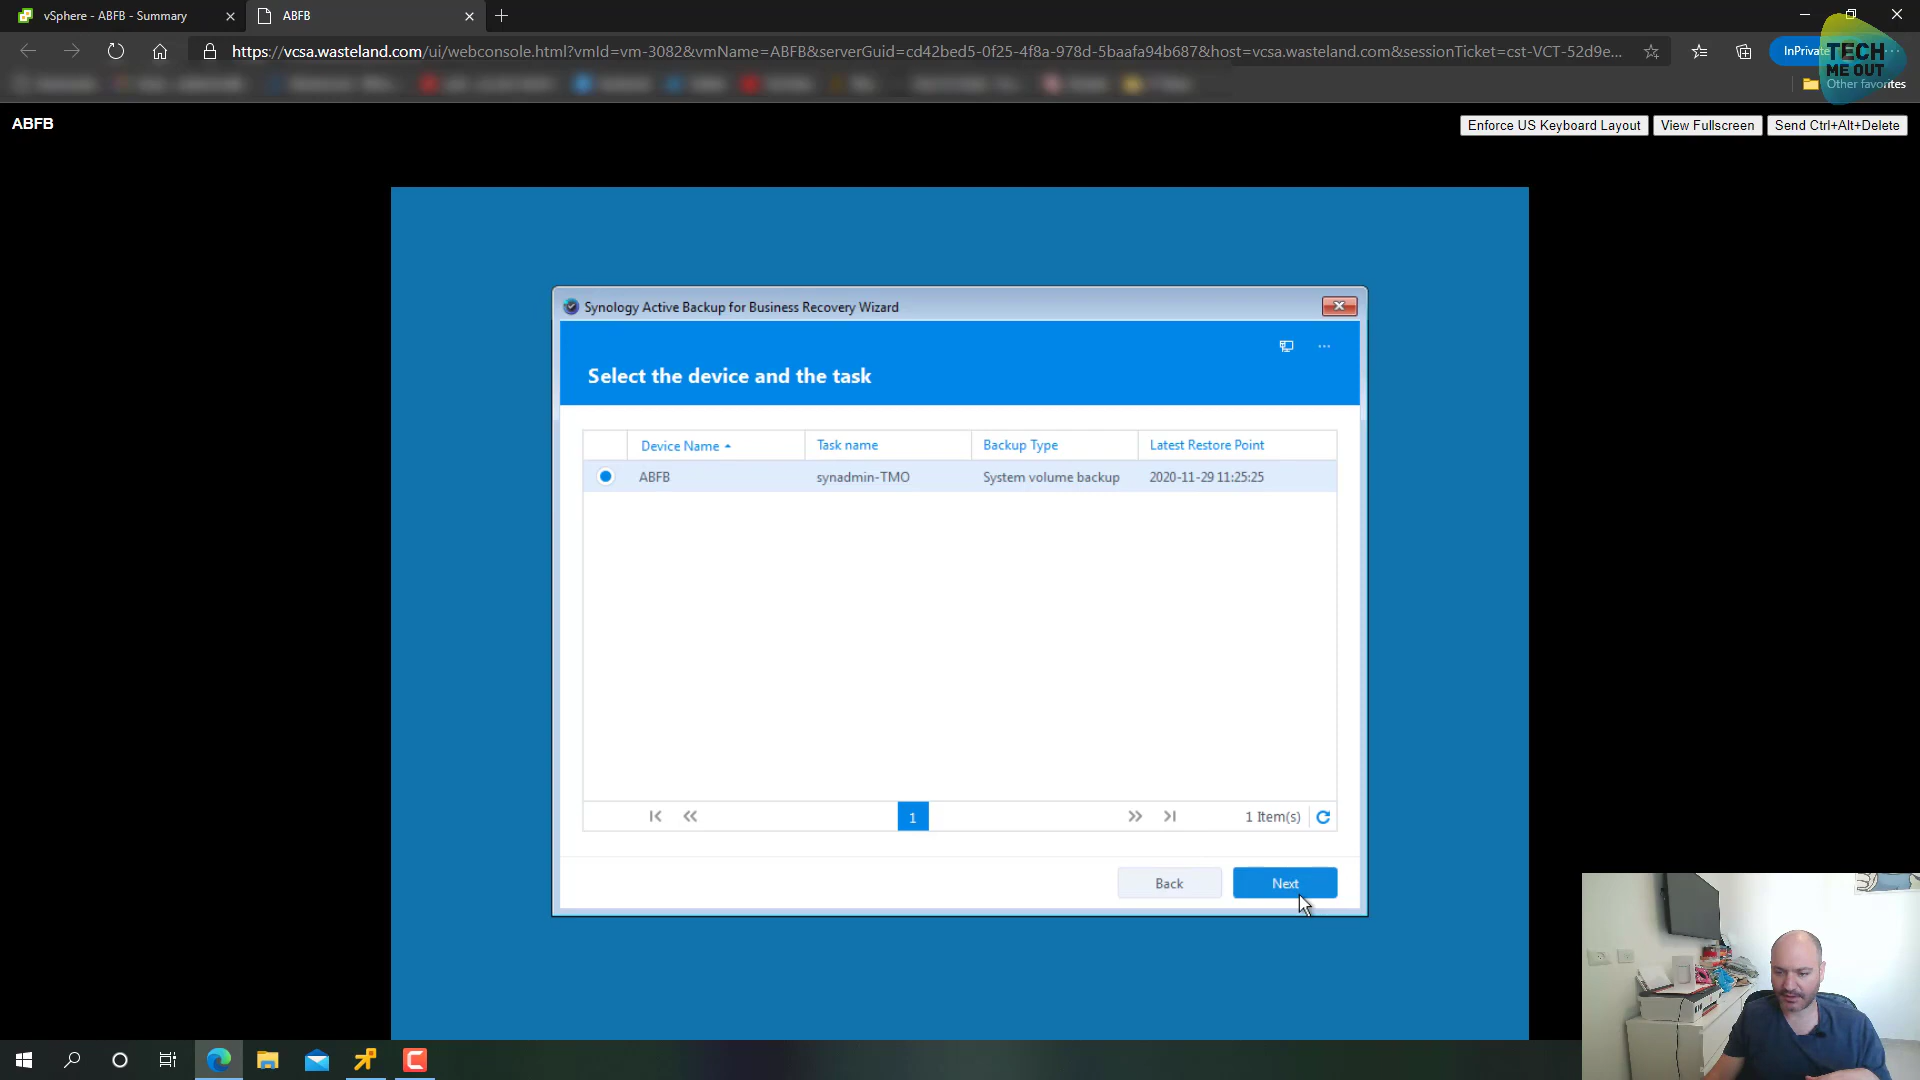 vSphere - ABFB - Summary
ABFB
https://vcsa.wasteland.com/ui/webconsole.html?vmId=vm-3082&vmName=ABFB&serverGuid=cd42bed5-0f25-4f8a-978d-5baafa94b687&host=vcsa.wasteland.com&sessionTicket=cst-VCT-52d9e...
InPrivate
TECH
ME OUT
Other favorites
ABFB
Enforce US Keyboard Layout
View Fullscreen
Send Ctrl+Alt+Delete
Synology Active Backup for Business Recovery Wizard
Select the device and the task
Device Name
Task name
Backup Type
Latest Restore Point
ABFB
synadmin-TMO
System volume backup
2020-11-29 11:25:25
1
1 Item(s)
Back
Next